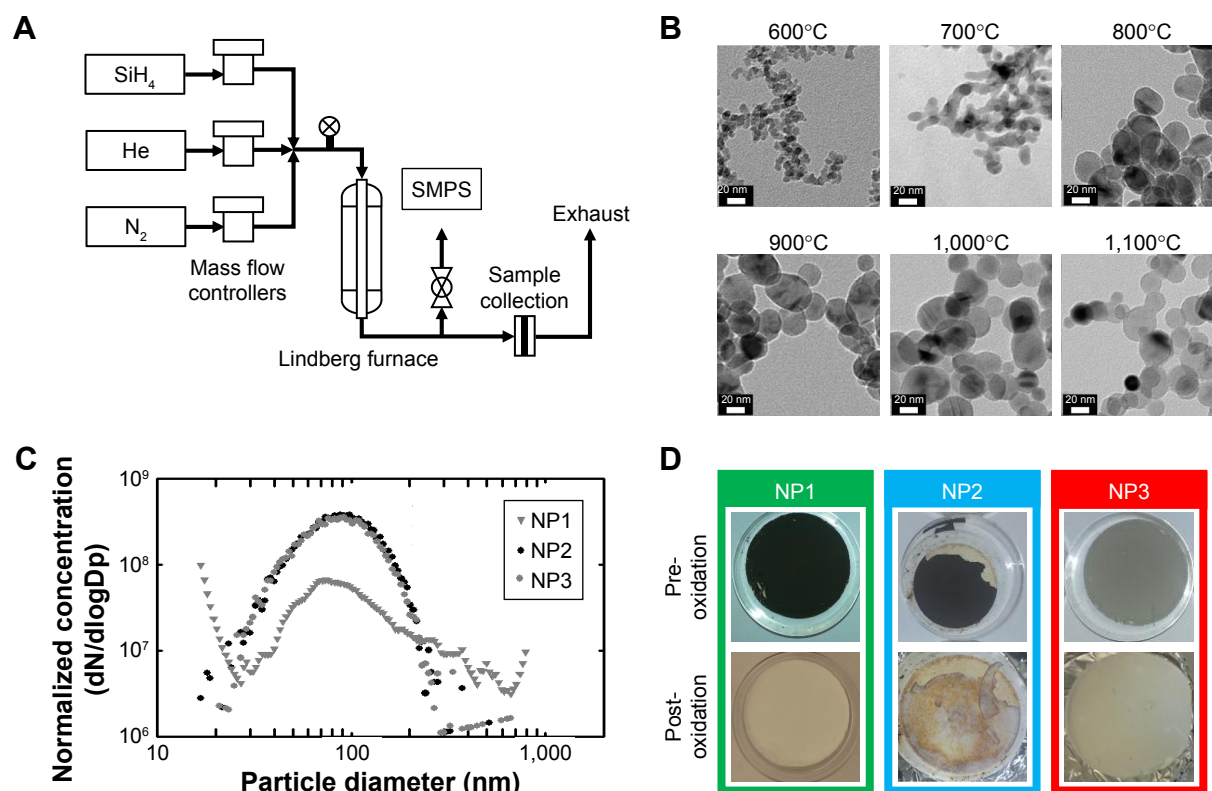 A
SiH₄
He
N₂
Mass flow
controllers
Lindberg furnace
SMPS
Sample
collection
Exhaust
B
600°C
700°C
800°C
20 nm
20 nm
20 nm
900°C
1,000°C
1,100°C
20 nm
20 nm
20 nm
C
Normalized concentration
(dN/dlogDp)
10⁹
10⁸
10⁷
10⁶
NP1
NP2
NP3
10
100
1,000
Particle diameter (nm)
D
NP1
NP2
NP3
Pre-
oxidation
Post-
oxidation